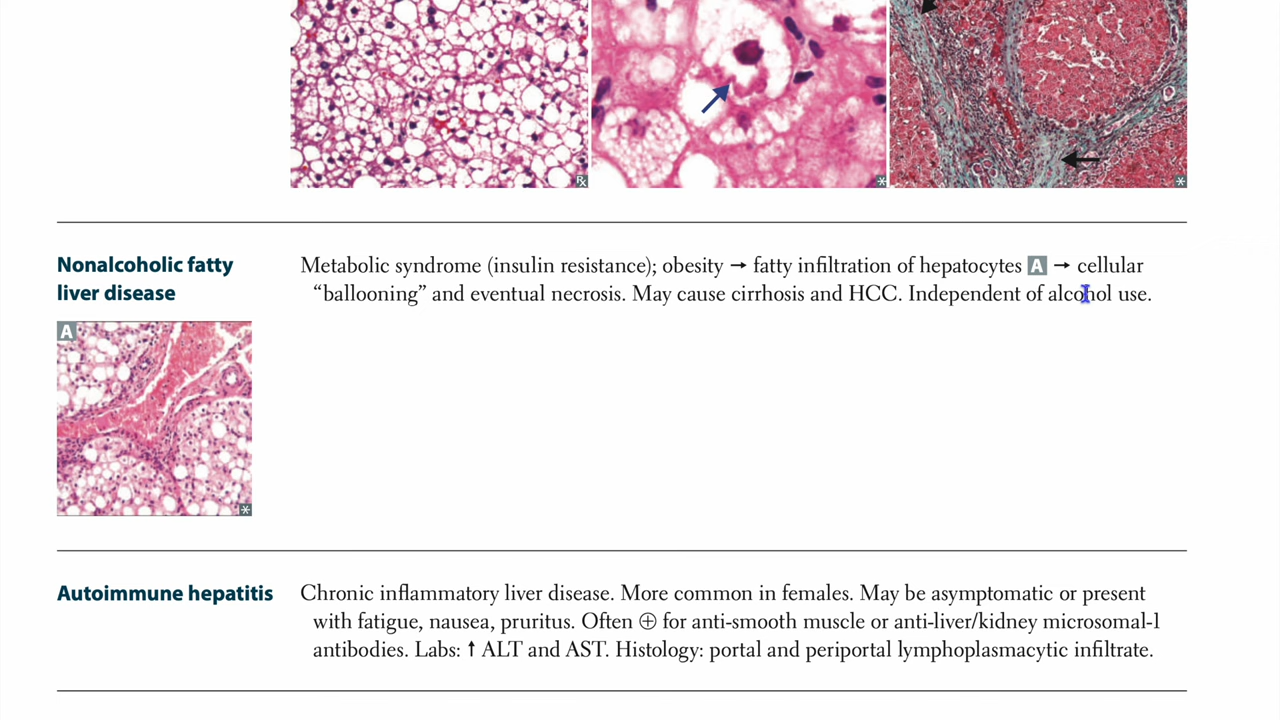 Rx
*
*
Nonalcoholic fatty
liver disease
Metabolic syndrome (insulin resistance); obesity → fatty infiltration of hepatocytes A → cellular
“ballooning” and eventual necrosis. May cause cirrhosis and HCC. Independent of alcohol use.
A
*
Autoimmune hepatitis
Chronic inflammatory liver disease. More common in females. May be asymptomatic or present
with fatigue, nausea, pruritus. Often ⊕ for anti-smooth muscle or anti-liver/kidney microsomal-1
antibodies. Labs: ↑ ALT and AST. Histology: portal and periportal lymphoplasmacytic infiltrate.